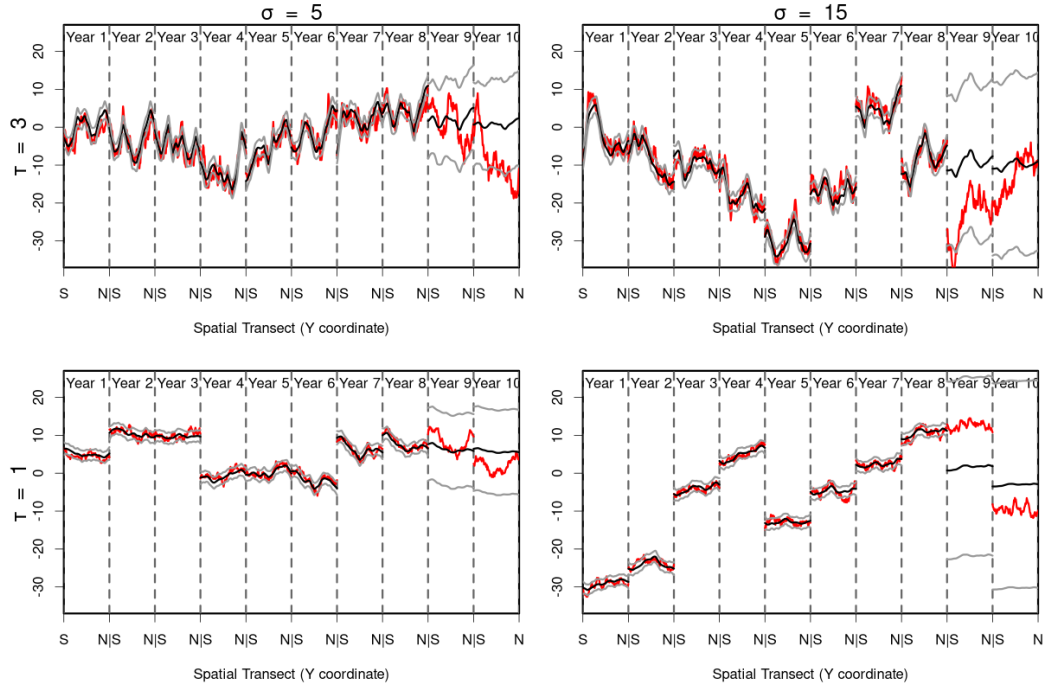 σ = 5
σ = 15
Year 1 Year 2 Year 3 Year 4 Year 5 Year 6 Year 7 Year 8 Year 9 Year 10
Year 1 Year 2 Year 3 Year 4 Year 5 Year 6 Year 7 Year 8 Year 9 Year 10
τ = 3
20
10
0
-10
-20
-30
20
10
0
-10
-20
-30
S N|S N|S N|S N|S N|S N|S N|S N|S N|S N
S N|S N|S N|S N|S N|S N|S N|S N|S N|S N
Spatial Transect (Y coordinate)
Spatial Transect (Y coordinate)
Year 1 Year 2 Year 3 Year 4 Year 5 Year 6 Year 7 Year 8 Year 9 Year 10
Year 1 Year 2 Year 3 Year 4 Year 5 Year 6 Year 7 Year 8 Year 9 Year 10
τ = 1
20
10
0
-10
-20
-30
20
10
0
-10
-20
-30
S N|S N|S N|S N|S N|S N|S N|S N|S N|S N
S N|S N|S N|S N|S N|S N|S N|S N|S N|S N
Spatial Transect (Y coordinate)
Spatial Transect (Y coordinate)